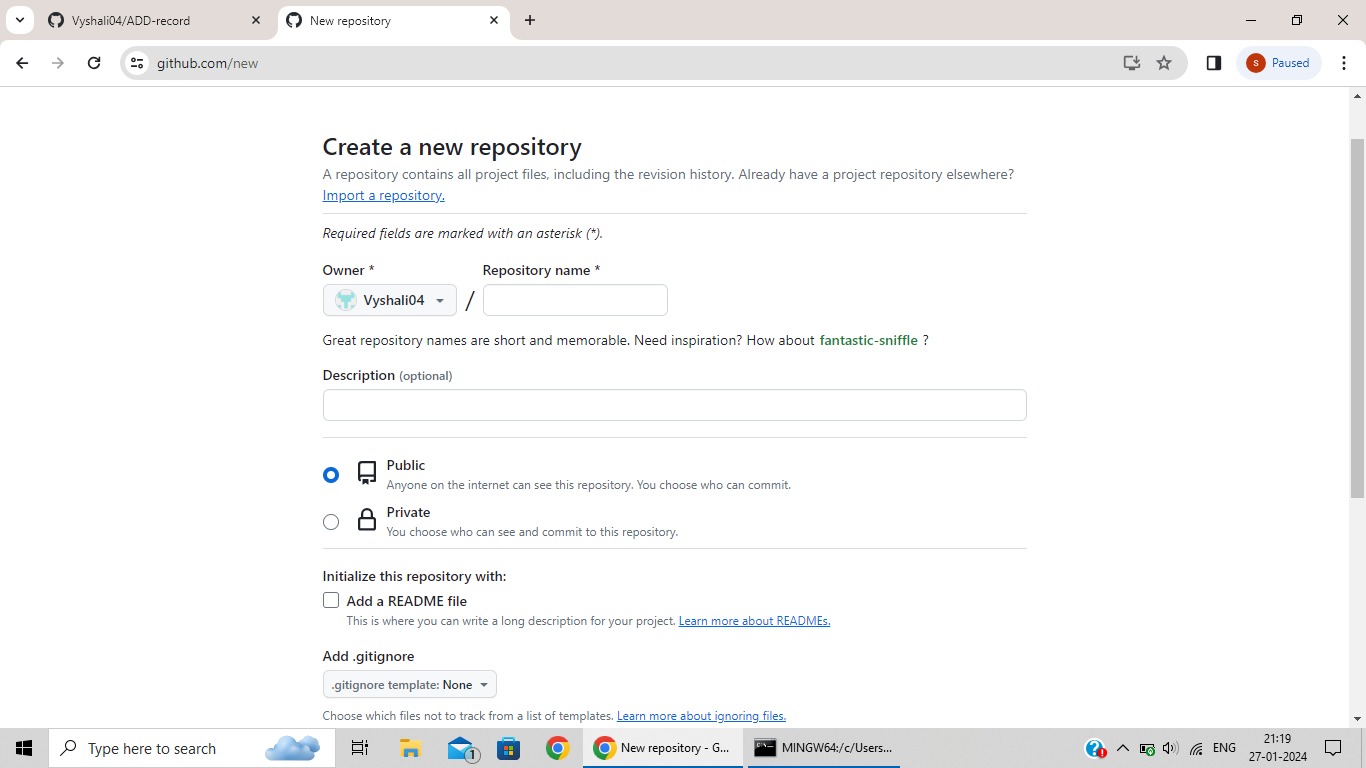 Vyshali04/ADD-record
New repository
github.com/new
S
Paused
Create a new repository
A repository contains all project files, including the revision history. Already have a project repository elsewhere?
Import a repository.
Required fields are marked with an asterisk (*).
Owner * Repository name *
Vyshali04 /
Great repository names are short and memorable. Need inspiration? How about fantastic-sniffle ?
Description (optional)
Public
Anyone on the internet can see this repository. You choose who can commit.
Private
You choose who can see and commit to this repository.
Initialize this repository with:
Add a README file
This is where you can write a long description for your project. Learn more about READMEs.
Add .gitignore
.gitignore template: None
Choose which files not to track from a list of templates. Learn more about ignoring files.
Type here to search
1
New repository - G...
MINGW64:/c/Users...
ENG
21:19
27-01-2024